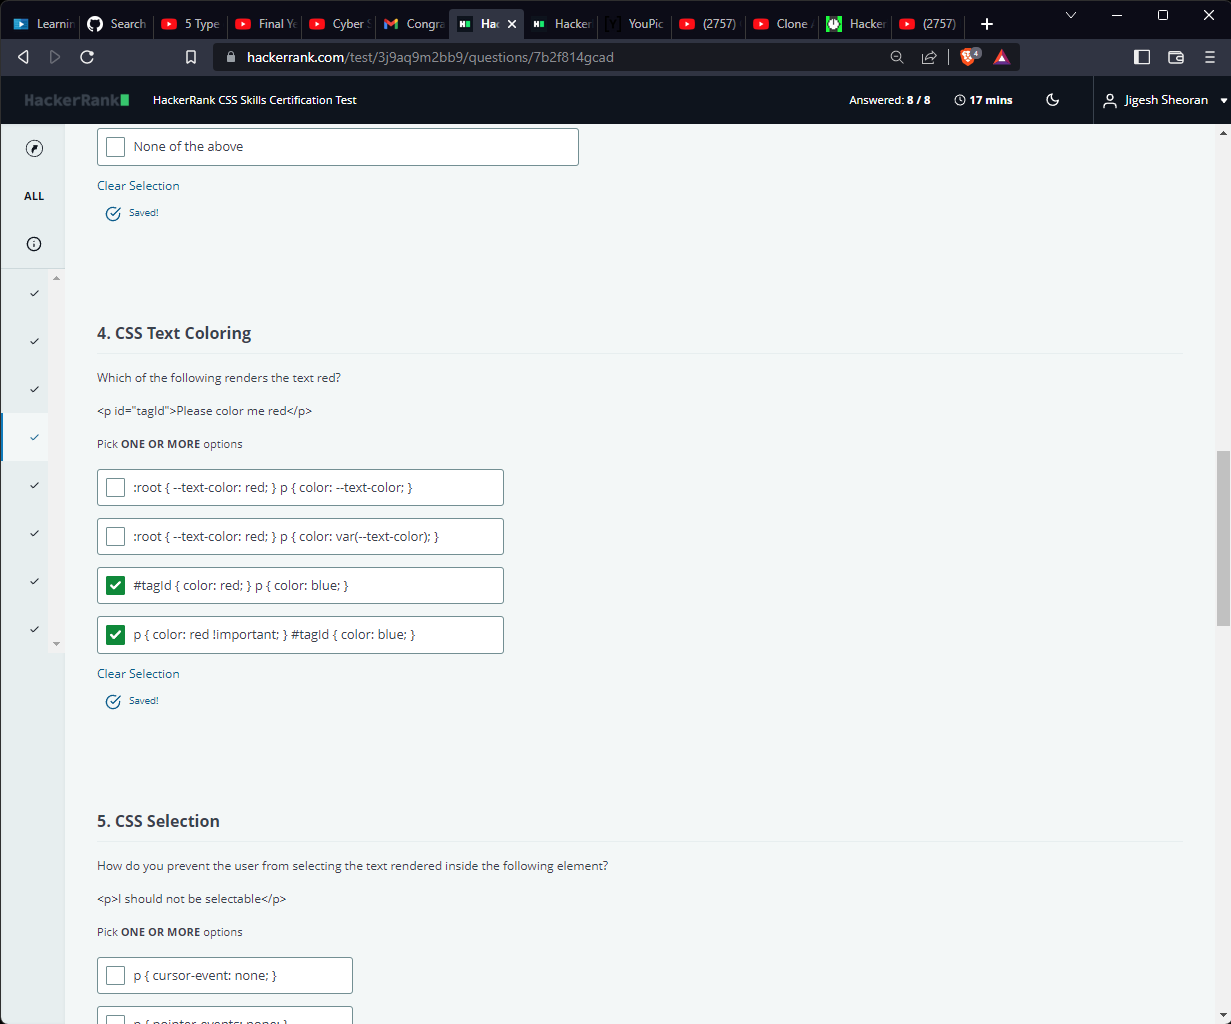 Learnin
Search
5 Type
Final Ye
Cyber S
Congra
Hac
Hacker
YouPic
(2757)
Clone A
Hacker
(2757)
hackerrank.com/test/3j9aq9m2bb9/questions/7b2f814gcad
4
HackerRank
HackerRank CSS Skills Certification Test
Answered: 8 / 8
17 mins
Jigesh Sheoran
ALL
None of the above
Clear Selection
Saved!
4. CSS Text Coloring
Which of the following renders the text red?
<p id="tagId">Please color me red</p>
Pick ONE OR MORE options
:root { --text-color: red; } p { color: --text-color; }
:root { --text-color: red; } p { color: var(--text-color); }
#tagId { color: red; } p { color: blue; }
p { color: red !important; } #tagId { color: blue; }
Clear Selection
Saved!
5. CSS Selection
How do you prevent the user from selecting the text rendered inside the following element?
<p>I should not be selectable</p>
Pick ONE OR MORE options
p { cursor-event: none; }
p { pointer-events: none; }